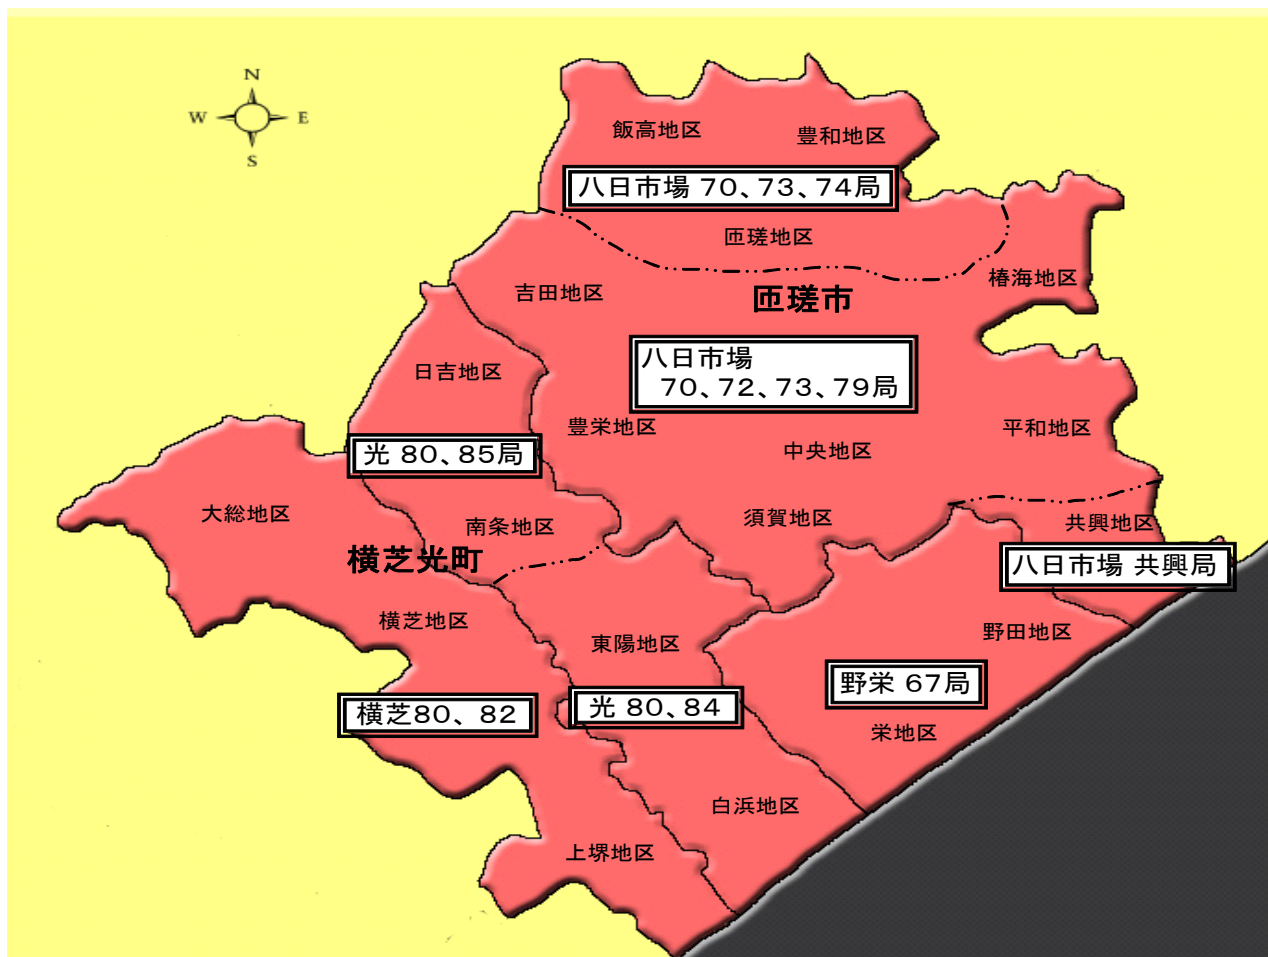 N
W E
S
飯高地区
豊和地区
八日市場 70、73、74局
匝瑳地区
椿海地区
吉田地区
匝瑳市
八日市場
70、72、73、79局
日吉地区
豊栄地区
平和地区
中央地区
光 80、85局
大総地区
南条地区
須賀地区
共興地区
横芝光町
八日市場 共興局
横芝地区
東陽地区
野田地区
野栄 67局
横芝80、82
光 80、84
栄地区
白浜地区
上堺地区